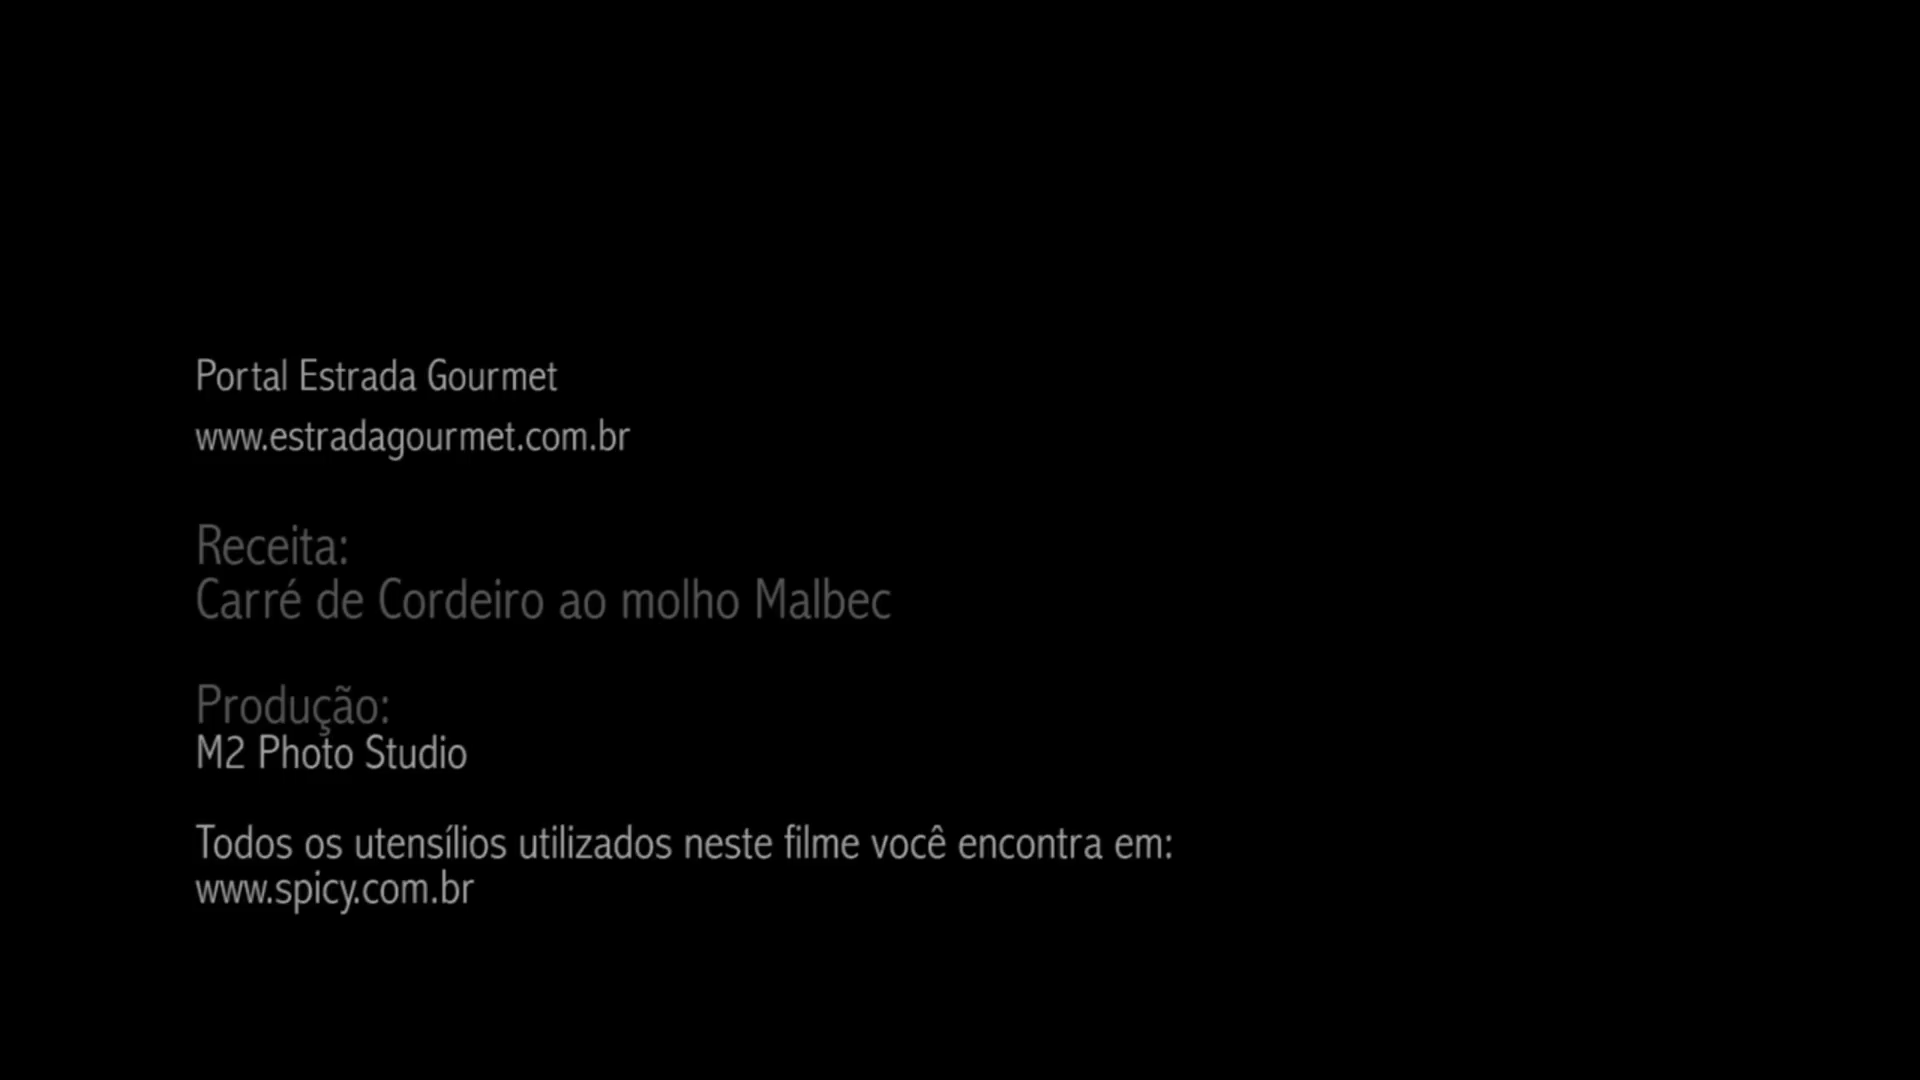 Portal Estrada Gourmet
www.estradagourmet.com.br
Receita:
Carré de Cordeiro ao molho Malbec
Produção:
M2 Photo Studio
Todos os utensílios utilizados neste filme você encontra em:
www.spicy.com.br